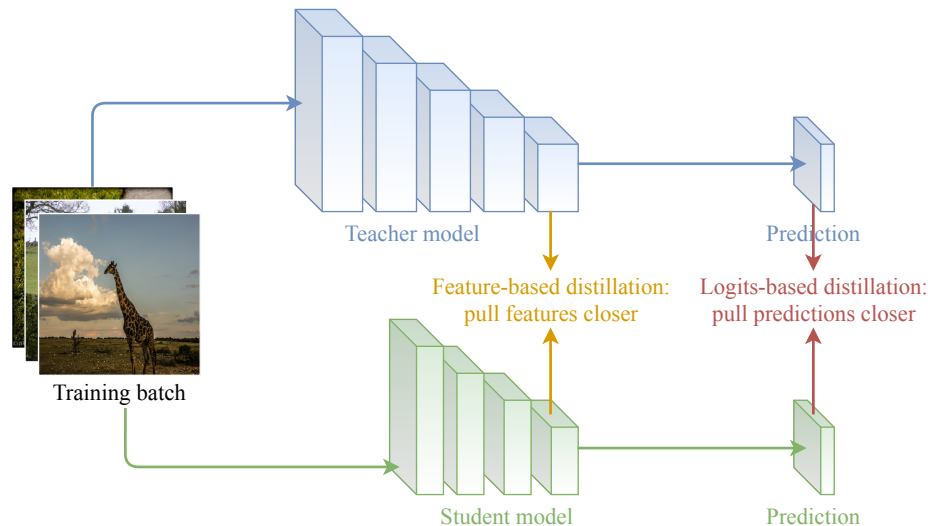 Teacher model
Prediction
Feature-based distillation:
pull features closer
Logits-based distillation:
pull predictions closer
Training batch
Student model
Prediction